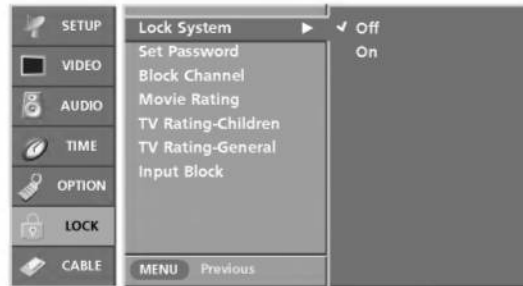 SETUP
VIDEO
AUDIO
TIME
OPTION
LOCK
CABLE
Lock System
Set Password
Block Channel
Movie Rating
TV Rating-Children
TV Rating-General
Input Block
MENU Previous
Off
On